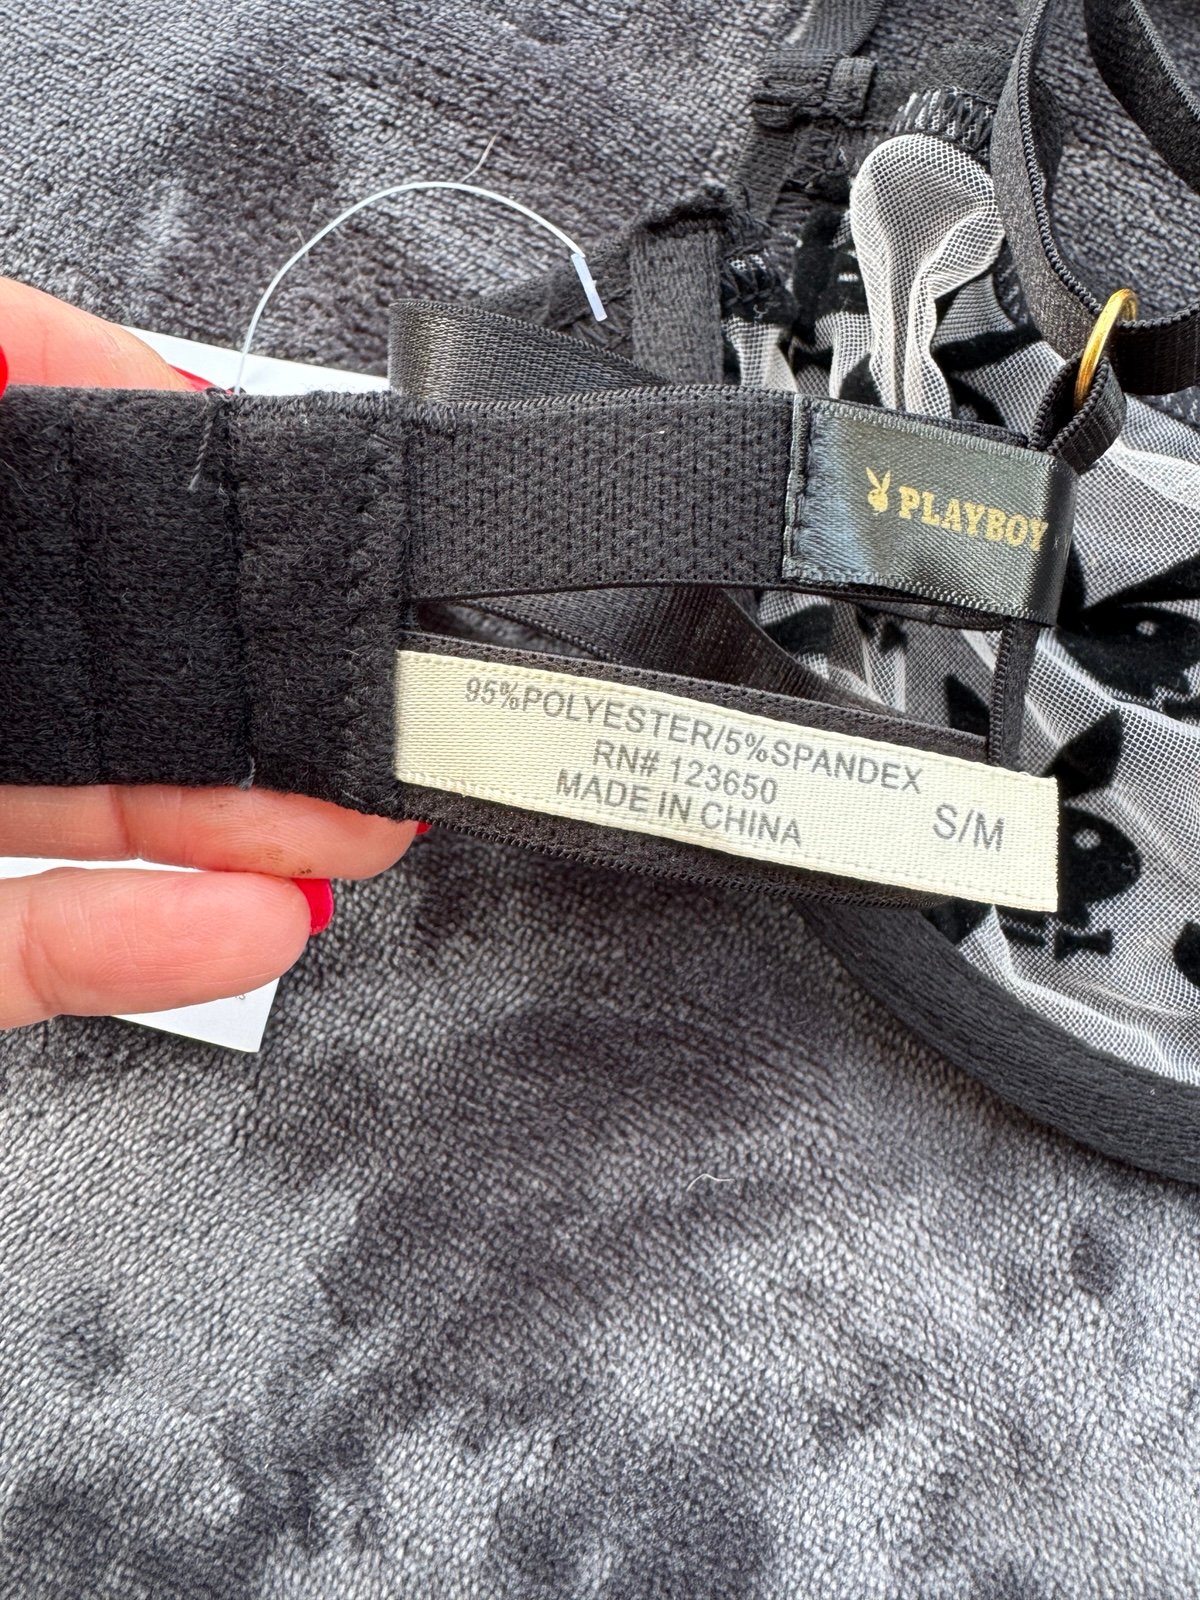 PLAYBOY
95%POLYESTER/5%SPANDEX
RN# 123650
MADE IN CHINA
S/M